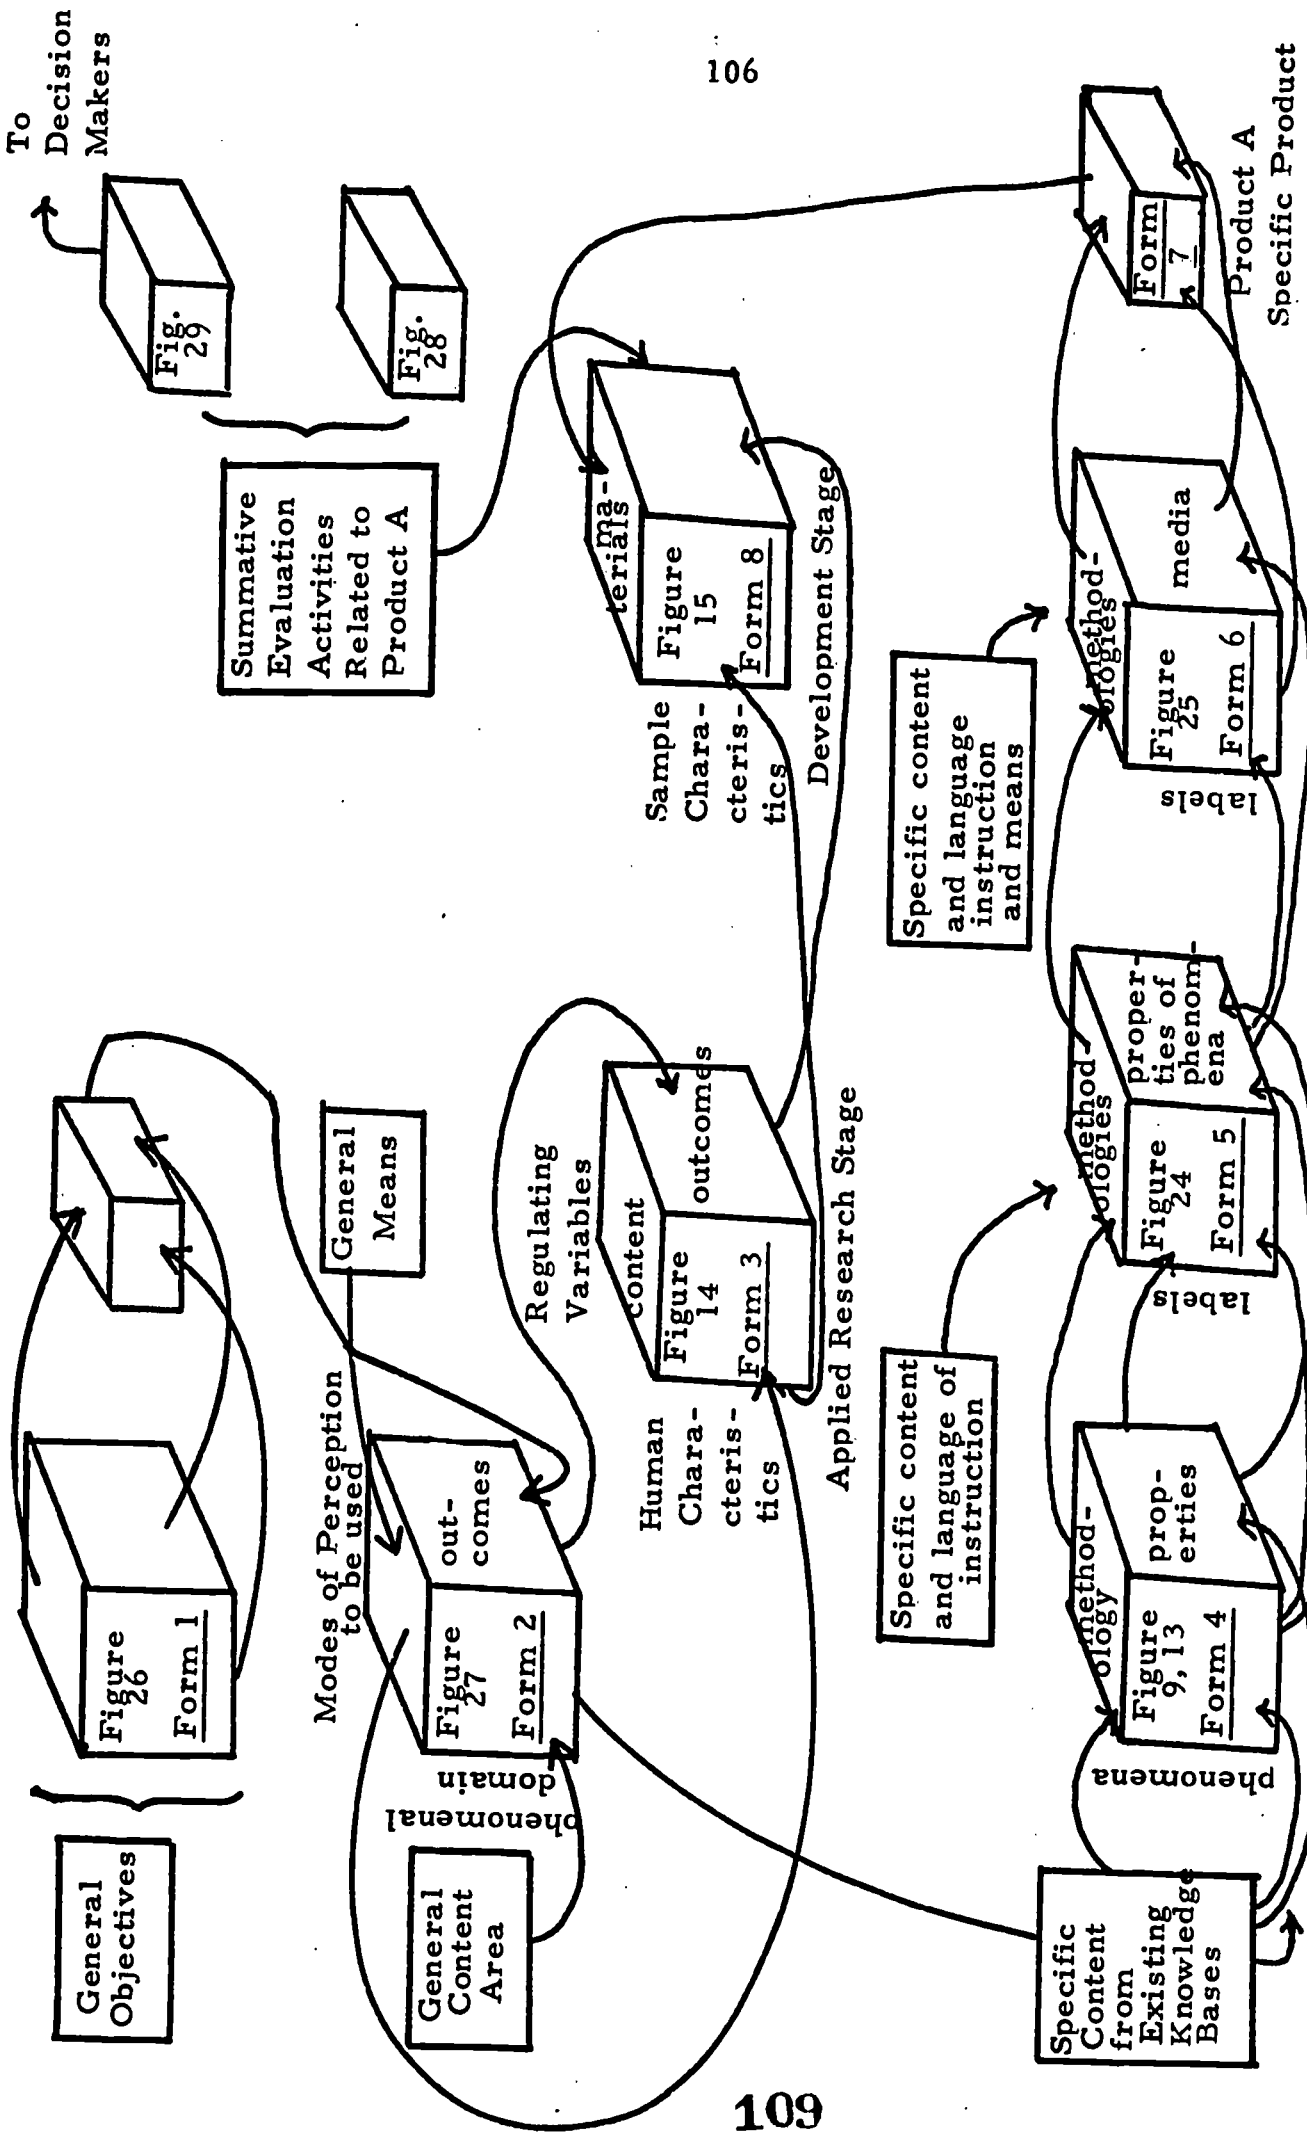 106
To
Decision
Makers
Fig.
29
Fig.
28
Summative
Evaluation
Activities
Related to
Product A
General
Objectives
Figure
26
Form 1
General
Means
Modes of Perception
to be used
out-
comes
Figure
27
Form 2
phenomenal
domain
General
Content
Area
Regulating
Variables
content
outcomes
Figure
14
Form 3
Human
Chara-
cteris-
tics
Applied Research Stage
ma-
terials
Figure
15
Form 8
Sample
Chara-
cteris-
tics
Development Stage
Specific
Content
from
Existing
Knowledge
Bases
method-
ology
prop-
erties
Figure
9, 13
Form 4
phenomena
Specific content
and language of
instruction
method-
ologies
proper-
ties of
phenom-
ena
Figure
24
Form 5
labels
Specific content
and language
instruction
and means
method-
ologies
media
Figure
25
Form 6
labels
Form
7
Product A
Specific Product
109